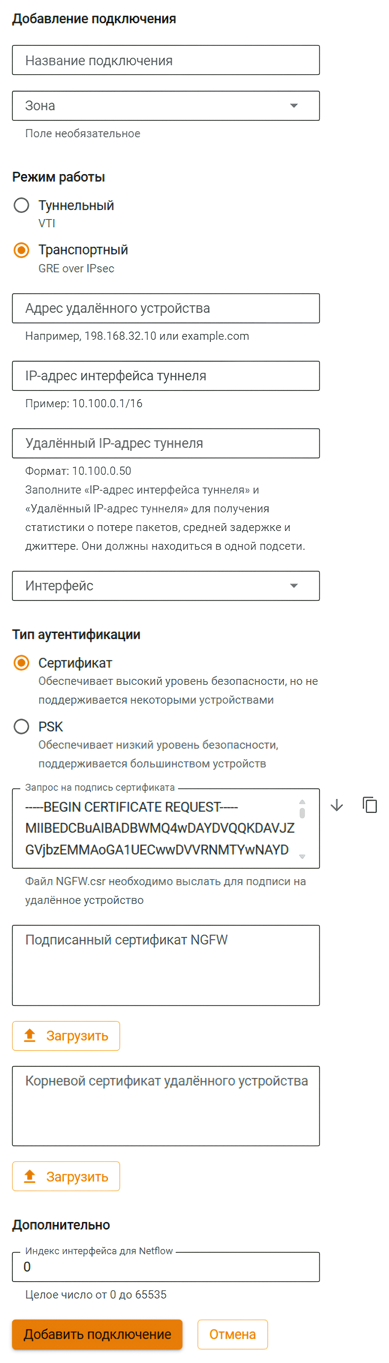 Добавление подключения
Название подключения
Зона
Поле необязательное
Режим работы
Туннельный
VTI
Транспортный
GRE over IPsec
Адрес удалённого устройства
Например, 198.168.32.10 или example.com
IP-адрес интерфейса туннеля
Пример: 10.100.0.1/16
Удалённый IP-адрес туннеля
Формат: 10.100.0.50
Заполните «IP-адрес интерфейса туннеля» и
«Удалённый IP-адрес туннеля» для получения
статистики о потере пакетов, средней задержке и
джиттере. Они должны находиться в одной подсети.
Интерфейс
Тип аутентификации
Сертификат
Обеспечивает высокий уровень безопасности, но не
поддерживается некоторыми устройствами
PSK
Обеспечивает низкий уровень безопасности,
поддерживается большинством устройств
Запрос на подпись сертификата
-----BEGIN CERTIFICATE REQUEST-----
MIIBEDCBuAIBADBWMQ4wDAYDVQQKDAVJZ
GVjbzEMMAoGA1UECwwDVVRNMTYwNAYD
Файл NGFW.csr необходимо выслать для подписи на
удалённое устройство
Подписанный сертификат NGFW
Загрузить
Корневой сертификат удалённого устройства
Загрузить
Дополнительно
Индекс интерфейса для Netflow
0
Целое число от 0 до 65535
Добавить подключение
Отмена